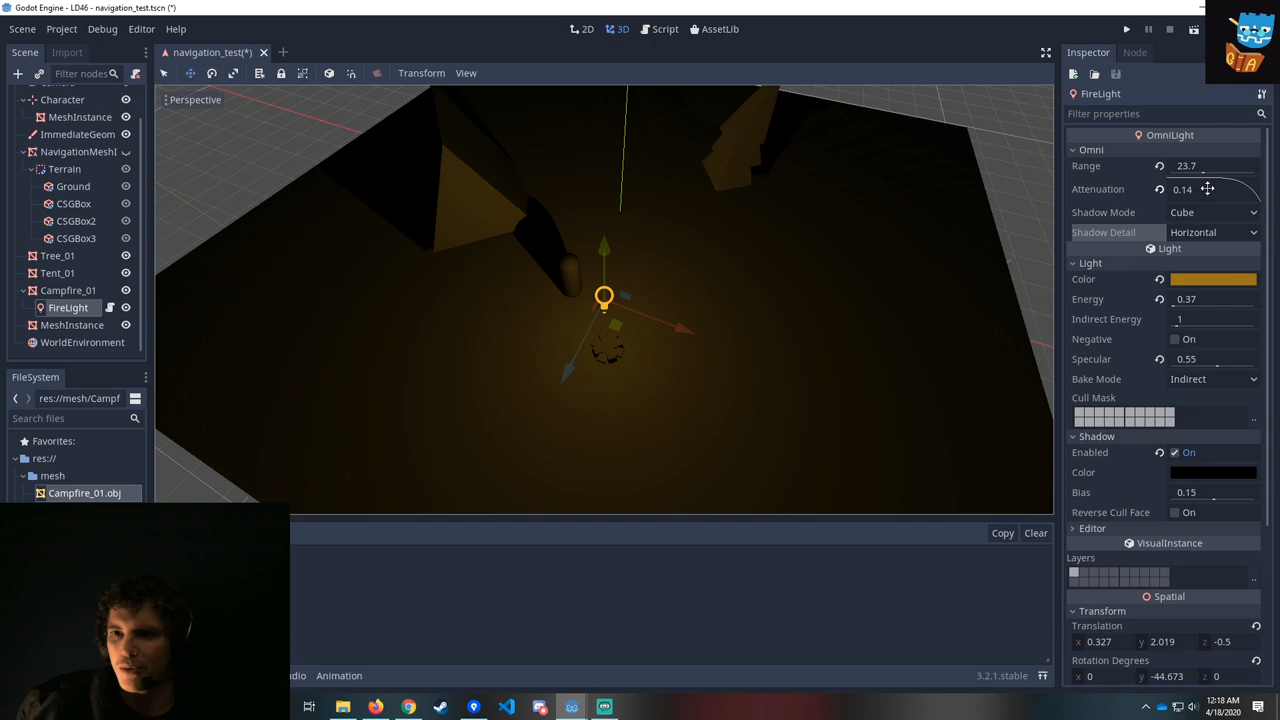 Godot Engine - LD46 - navigation_test.tscn (*)
Scene Project Debug Editor Help
2D 3D Script AssetLib
Scene Import
navigation_test(*)
Inspector Node
Filter nodes
Transform View
Perspective
FireLight
Filter properties
Character
MeshInstance
ImmediateGeom
NavigationMeshI
Terrain
Ground
CSGBox
CSGBox2
CSGBox3
Tree_01
Tent_01
Campfire_01
FireLight
MeshInstance
WorldEnvironment
FileSystem
res://mesh/Campf
Search files
Favorites:
res://
mesh
Campfire_01.obj
OmniLight
Omni
Range 23.7
Attenuation 0.14
Shadow Mode Cube
Shadow Detail Horizontal
Light
Light
Color
Energy 0.37
Indirect Energy 1
Negative On
Specular 0.55
Bake Mode Indirect
Cull Mask
..
Shadow
Enabled On
Color
Bias 0.15
Reverse Cull Face On
Editor
VisualInstance
Layers
..
Spatial
Transform
Translation
x 0.327 y 2.019 z -0.5
Rotation Degrees
x 0 y -44.673 z 0
Copy Clear
udio Animation
3.2.1.stable
12:18 AM
4/18/2020
Q A